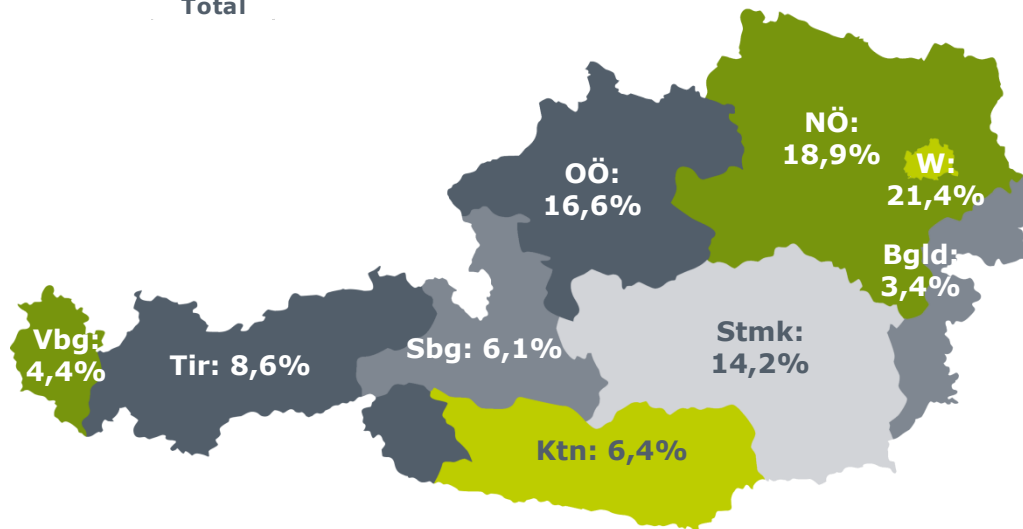 Total
NÖ:
18,9%
W:
21,4%
OÖ:
16,6%
Bgld:
3,4%
Vbg:
4,4%
Tir: 8,6%
Sbg: 6,1%
Stmk:
14,2%
Ktn: 6,4%